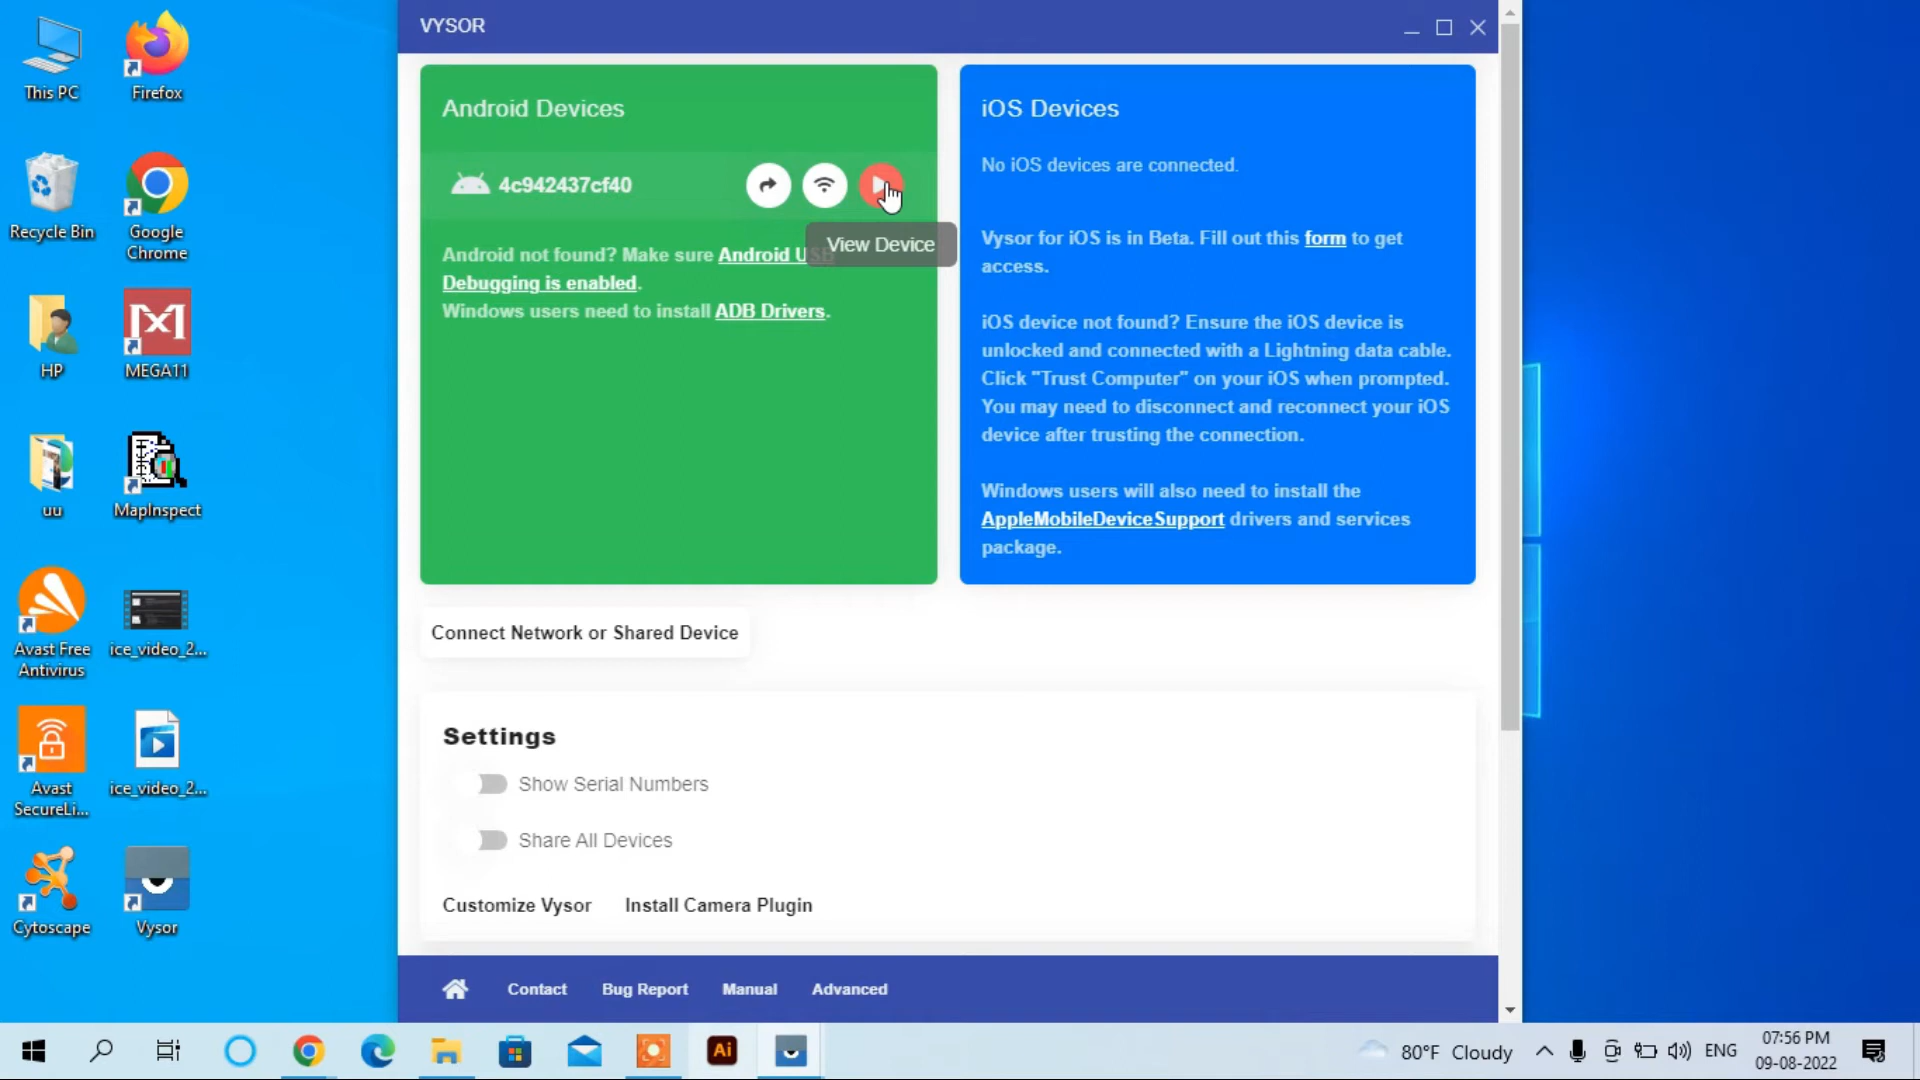 This PC
Firefox
Recycle Bin
Google
Chrome
HP
MEGA11
uu
MapInspect
Avast Free
Antivirus
ice_video_2...
Avast
SecureLi...
ice_video_2...
Cytoscape
Vysor
VYSOR
Android Devices
4c942437cf40
View Device
Android not found? Make sure Android USB
Debugging is enabled.
Windows users need to install ADB Drivers.
iOS Devices
No iOS devices are connected.
Vysor for iOS is in Beta. Fill out this form to get
access.
iOS device not found? Ensure the iOS device is
unlocked and connected with a Lightning data cable.
Click "Trust Computer" on your iOS when prompted.
You may need to disconnect and reconnect your iOS
device after trusting the connection.
Windows users will also need to install the
AppleMobileDeviceSupport drivers and services
package.
Connect Network or Shared Device
Settings
Show Serial Numbers
Share All Devices
Customize Vysor Install Camera Plugin
Contact Bug Report Manual Advanced
Ai
80°F Cloudy
ENG
07:56 PM
09-08-2022